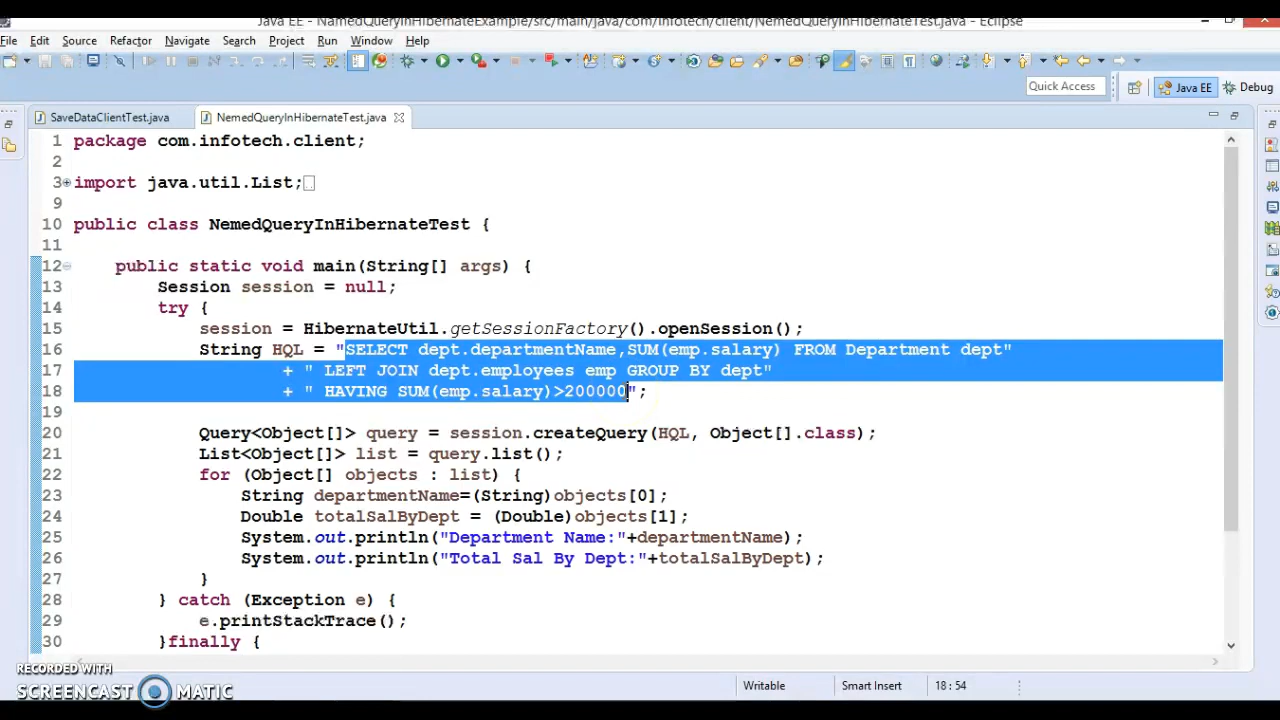 Java EE - NamedQueryInHibernateExample/src/main/java/com/infotech/client/NemedQueryInHibernateTest.java - Eclipse
File Edit Source Refactor Navigate Search Project Run Window Help
Quick Access Java EE Debug
SaveDataClientTest.java NemedQueryInHibernateTest.java
1 package com.infotech.client;
2
3 import java.util.List;
9
10 public class NemedQueryInHibernateTest {
11
12 public static void main(String[] args) {
13 Session session = null;
14 try {
15 session = HibernateUtil.getSessionFactory().openSession();
16 String HQL = "SELECT dept.departmentName,SUM(emp.salary) FROM Department dept"
17 + " LEFT JOIN dept.employees emp GROUP BY dept"
18 + " HAVING SUM(emp.salary)>200000";
19
20 Query<Object[]> query = session.createQuery(HQL, Object[].class);
21 List<Object[]> list = query.list();
22 for (Object[] objects : list) {
23 String departmentName=(String)objects[0];
24 Double totalSalByDept = (Double)objects[1];
25 System.out.println("Department Name:"+departmentName);
26 System.out.println("Total Sal By Dept:"+totalSalByDept);
27 }
28 } catch (Exception e) {
29 e.printStackTrace();
30 }finally {
RECORDED WITH
SCREENCAST MATIC
Writable Smart Insert 18:54